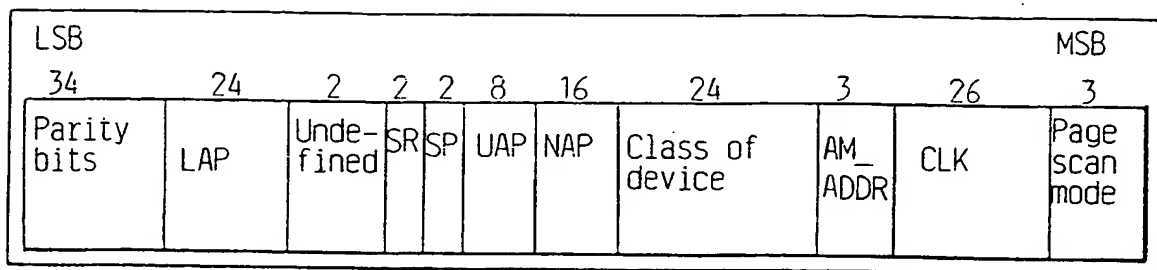 LSB MSB
34 24 2 2 2 8 16 24 3 26 3
Parity bits
LAP
Unde-
fined
SR
SP
UAP
NAP
Class of
device
AM_
ADDR
CLK
Page
scan
mode